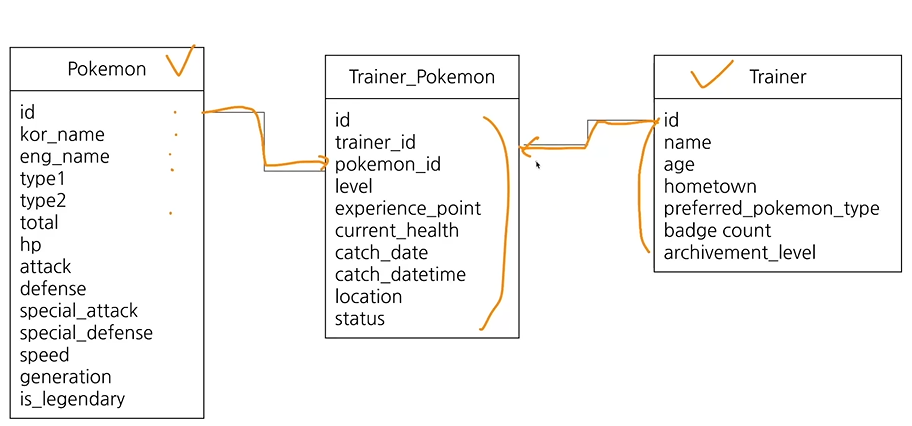 Pokemon
id
kor_name
eng_name
type1
type2
total
hp
attack
defense
special_attack
special_defense
speed
generation
is_legendary
Trainer_Pokemon
id
trainer_id
pokemon_id
level
experience_point
current_health
catch_date
catch_datetime
location
status
Trainer
id
name
age
hometown
preferred_pokemon_type
badge count
archivement_level